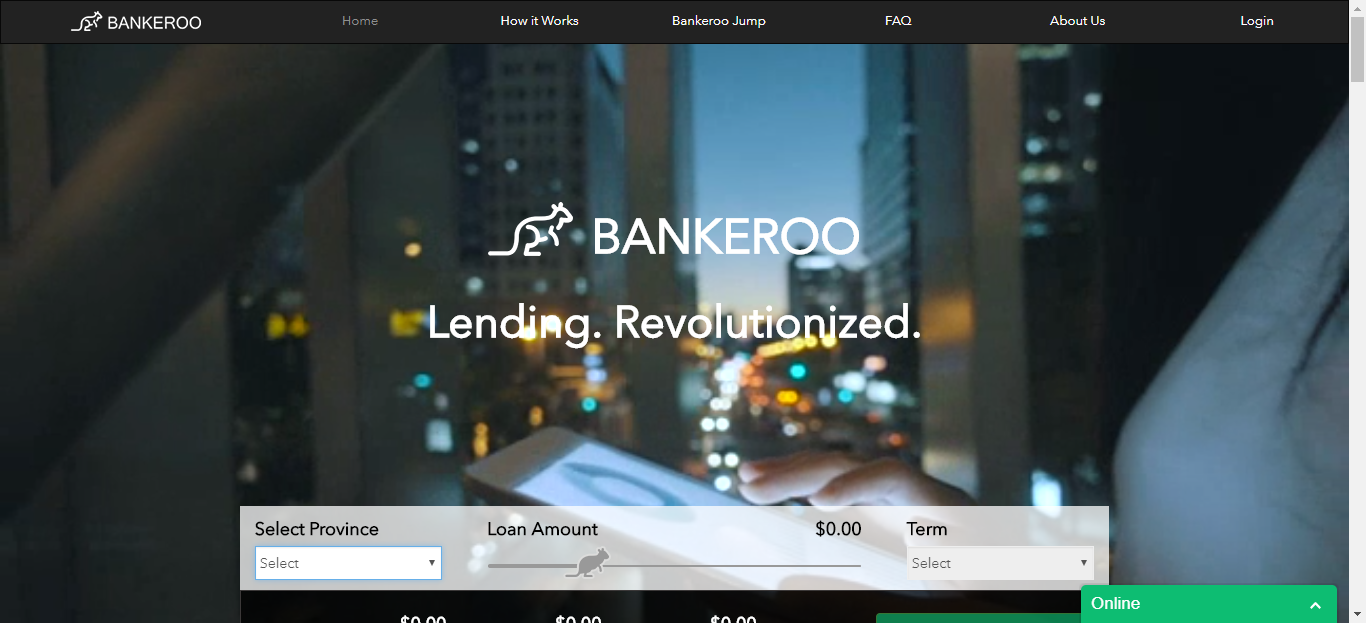 BANKEROO
Home
How it Works
Bankeroo Jump
FAQ
About Us
Login
BANKEROO
Lending. Revolutionized.
Select Province
Loan Amount
$0.00
Term
Select
Select
Online
$0.00
$0.00
$0.00